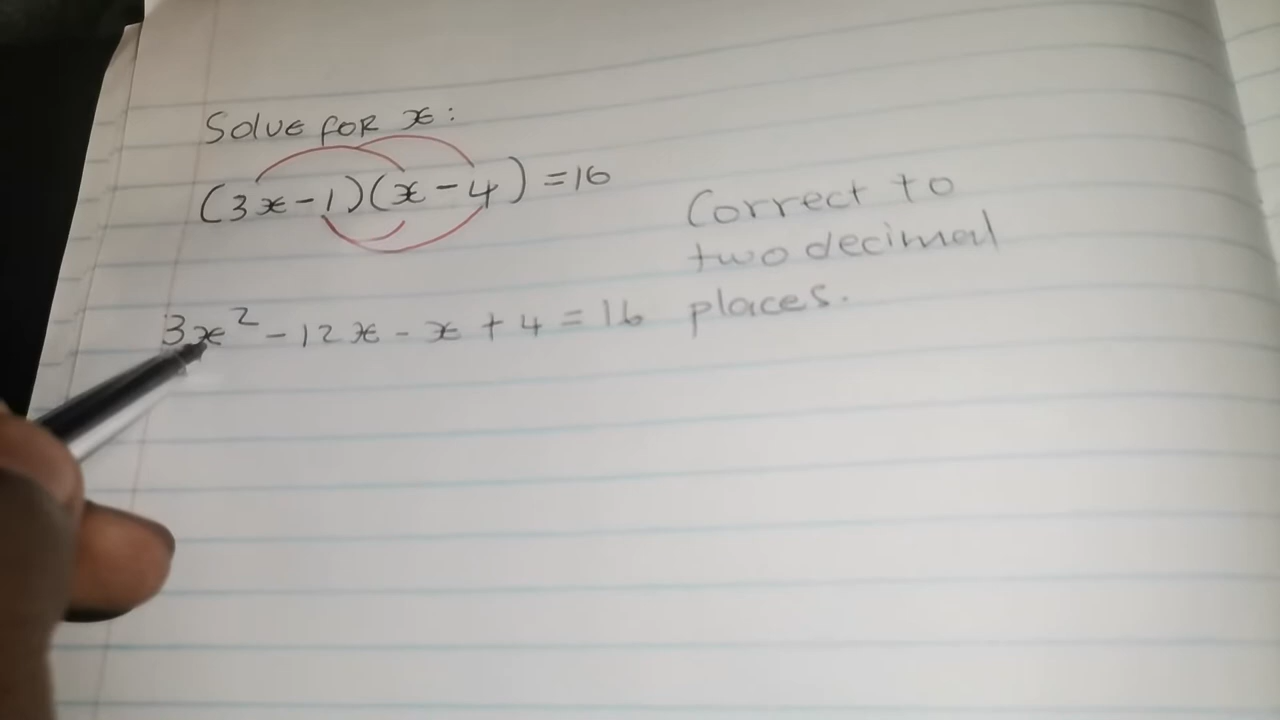 Solve for x:
(3x-1)(x-4)=16
Correct to
two decimal
places.
3x²-12x-x+4=16